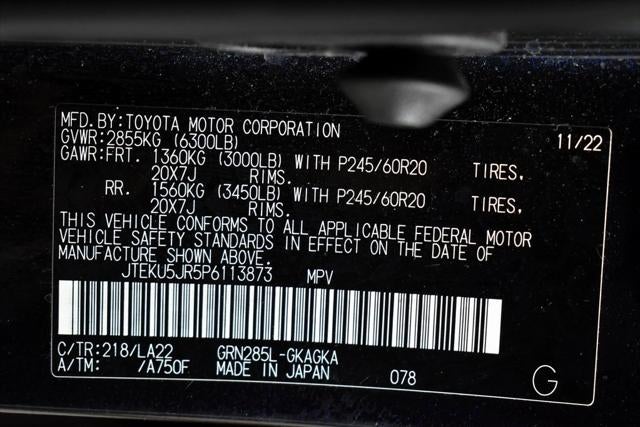 MFD.BY:TOYOTA MOTOR CORPORATION 11/22
GVWR:2855KG (6300LB)
GAWR:FRT. 1360KG (3000LB) WITH P245/60R20 TIRES,
20X7J RIMS.
RR. 1560KG (3450LB) WITH P245/60R20 TIRES,
20X7J RIMS.
THIS VEHICLE CONFORMS TO ALL APPLICABLE FEDERAL MOTOR
VEHICLE SAFETY STANDARDS IN EFFECT ON THE DATE OF
MANUFACTURE SHOWN ABOVE.
JTEKU5JR5P6113873 MPV
C/TR:218/LA22 GRN285L-GKAGKA
A/TM: /A750F MADE IN JAPAN 078 G